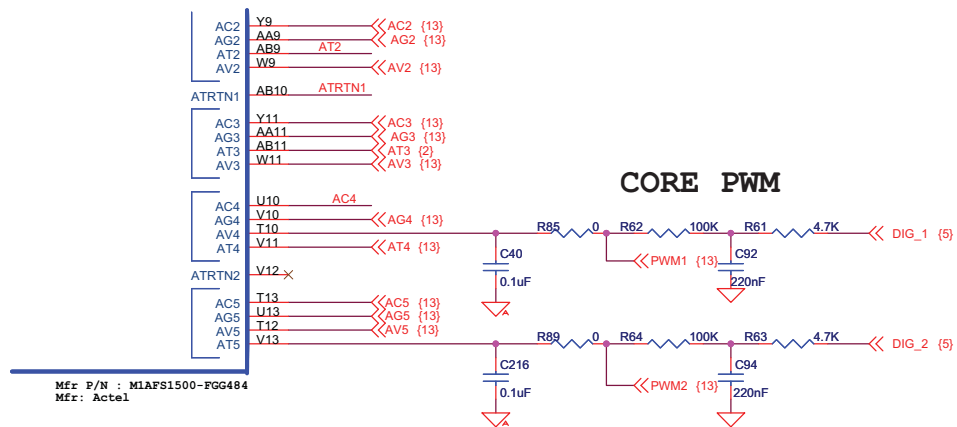 AC2 Y9 AC2 {13}
AG2 AA9 AG2 {13}
AT2 AB9 AT2
AV2 W9 AV2 {13}
ATRTN1 AB10 ATRTN1
AC3 Y11 AC3 {13}
AG3 AA11 AG3 {13}
AT3 AB11 AT3 {2}
AV3 W11 AV3 {13}
CORE PWM
AC4 U10 AC4
AG4 V10 AG4 {13}
AV4 T10 R85 0 R62 100K R61 4.7K DIG_1 {5}
AT4 V11 AT4 {13}
C40 PWM1 {13} C92
ATRTN2 V12
0.1uF 220nF
A
AC5 T13 AC5 {13}
AG5 U13 AG5 {13}
AV5 T12 AV5 {13}
AT5 V13 R89 0 R64 100K R63 4.7K DIG_2 {5}
C216 C94
PWM2 {13}
0.1uF 220nF
A
Mfr P/N : M1AFS1500-FGG484
Mfr: Actel